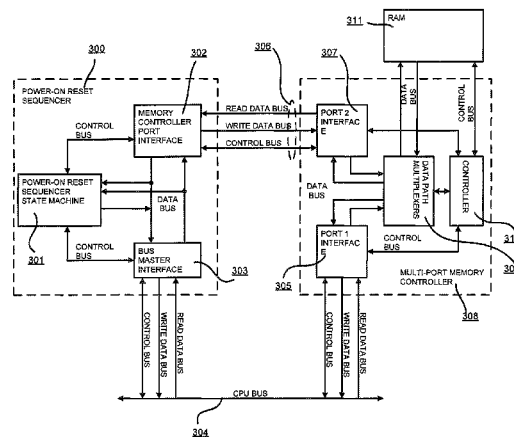 300
POWER-ON RESET
SEQUENCER
302
MEMORY
CONTROLLER
PORT
INTERFACE
CONTROL
BUS
POWER-ON RESET
SEQUENCER
STATE MACHINE
301
DATA
BUS
CONTROL
BUS
BUS
MASTER
INTERFACE
303
306
READ DATA BUS
WRITE DATA BUS
CONTROL BUS
307
PORT 2
INTERFAC
E
311
RAM
DATA
BUS
CONTROL
BUS
DATA PATH
MULTIPLEXERS
CONTROLLER
DATA
BUS
PORT 1
INTERFAC
E
305
CONTROL
BUS
31
30
MULTI-PORT MEMORY
CONTROLLER
308
CONTROL BUS
WRITE DATA BUS
READ DATA BUS
CONTROL BUS
WRITE DATA BUS
READ DATA BUS
CPU BUS
304